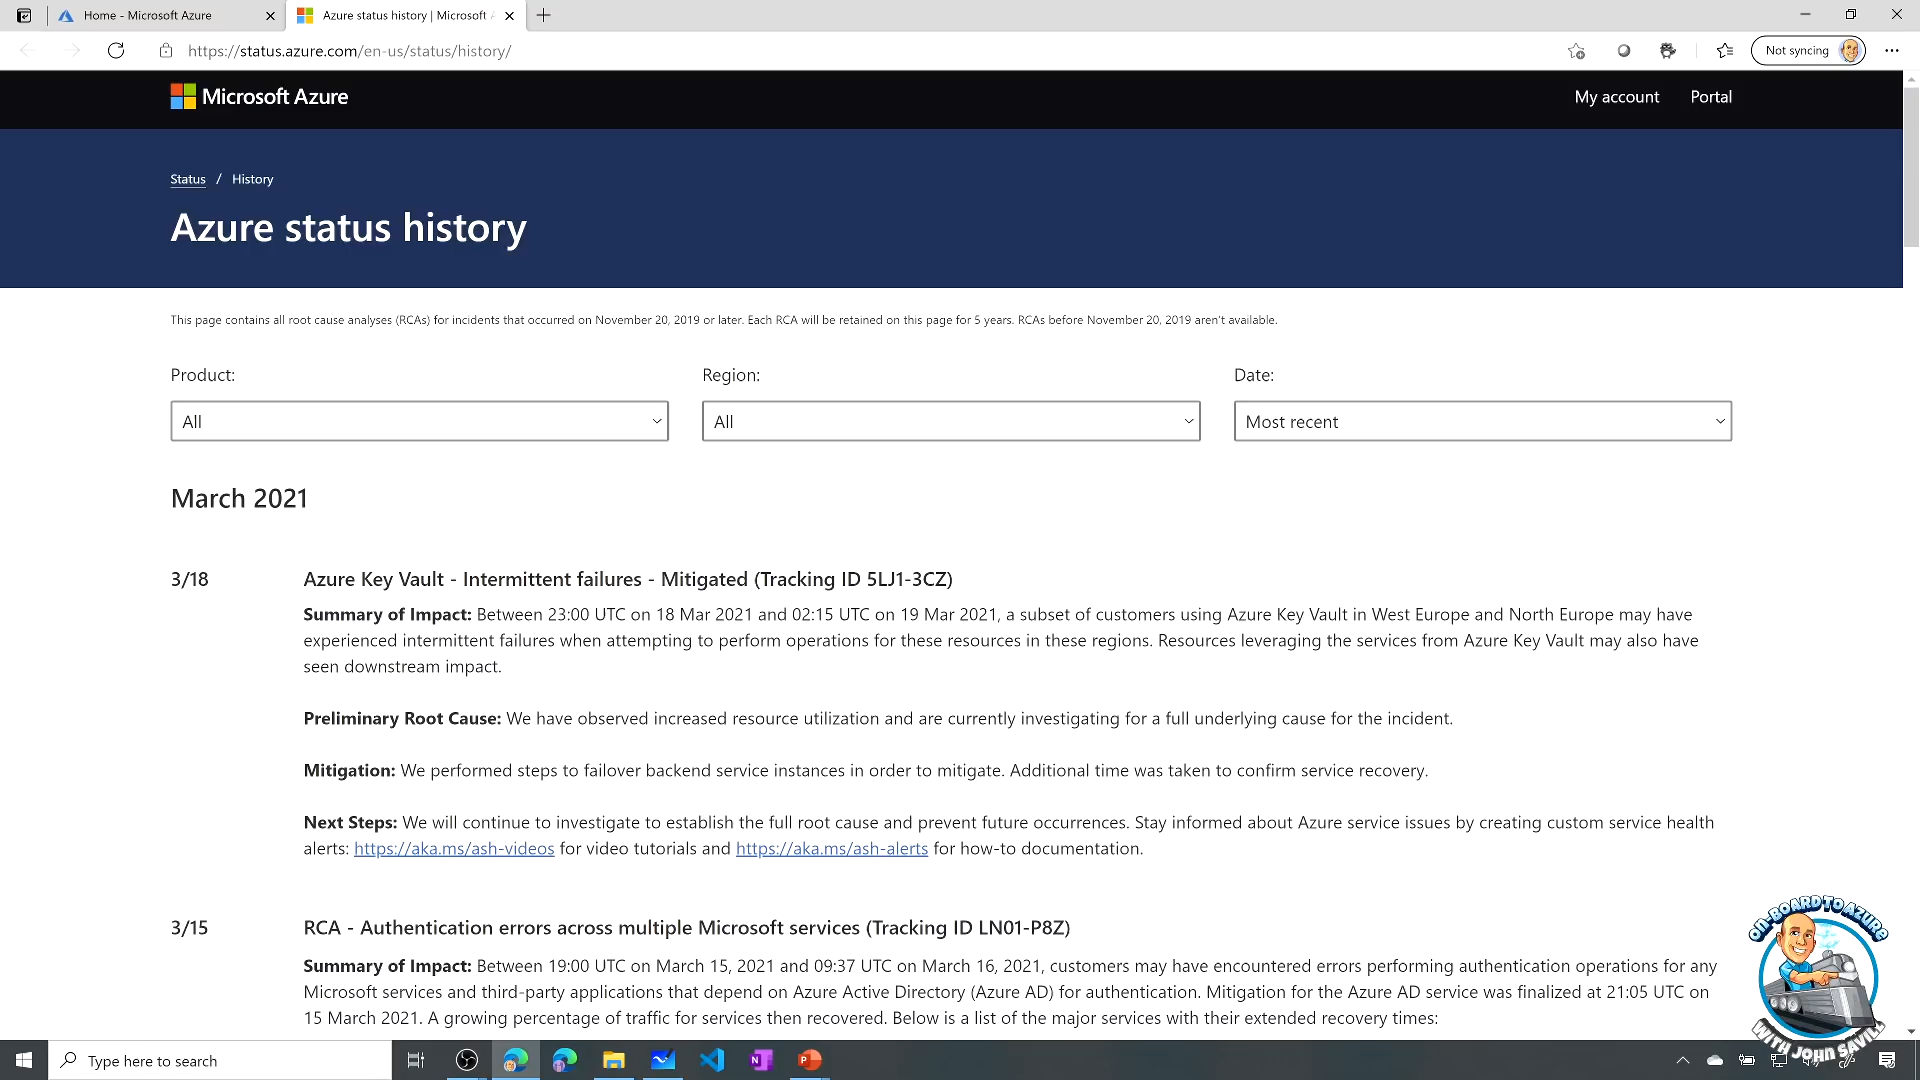 Home - Microsoft Azure
Azure status history | Microsoft A
https://status.azure.com/en-us/status/history/
Not syncing
Microsoft Azure
My account
Portal
Status / History
Azure status history
This page contains all root cause analyses (RCAs) for incidents that occurred on November 20, 2019 or later. Each RCA will be retained on this page for 5 years. RCAs before November 20, 2019 aren't available.
Product:
Region:
Date:
All
All
Most recent
March 2021
3/18
Azure Key Vault - Intermittent failures - Mitigated (Tracking ID 5LJ1-3CZ)
Summary of Impact: Between 23:00 UTC on 18 Mar 2021 and 02:15 UTC on 19 Mar 2021, a subset of customers using Azure Key Vault in West Europe and North Europe may have
experienced intermittent failures when attempting to perform operations for these resources in these regions. Resources leveraging the services from Azure Key Vault may also have
seen downstream impact.
Preliminary Root Cause: We have observed increased resource utilization and are currently investigating for a full underlying cause for the incident.
Mitigation: We performed steps to failover backend service instances in order to mitigate. Additional time was taken to confirm service recovery.
Next Steps: We will continue to investigate to establish the full root cause and prevent future occurrences. Stay informed about Azure service issues by creating custom service health
alerts: https://aka.ms/ash-videos for video tutorials and https://aka.ms/ash-alerts for how-to documentation.
3/15
RCA - Authentication errors across multiple Microsoft services (Tracking ID LN01-P8Z)
Summary of Impact: Between 19:00 UTC on March 15, 2021 and 09:37 UTC on March 16, 2021, customers may have encountered errors performing authentication operations for any
Microsoft services and third-party applications that depend on Azure Active Directory (Azure AD) for authentication. Mitigation for the Azure AD service was finalized at 21:05 UTC on
15 March 2021. A growing percentage of traffic for services then recovered. Below is a list of the major services with their extended recovery times:
ON-BOARD TO AZURE
WITH JOHN SAVILL
Type here to search